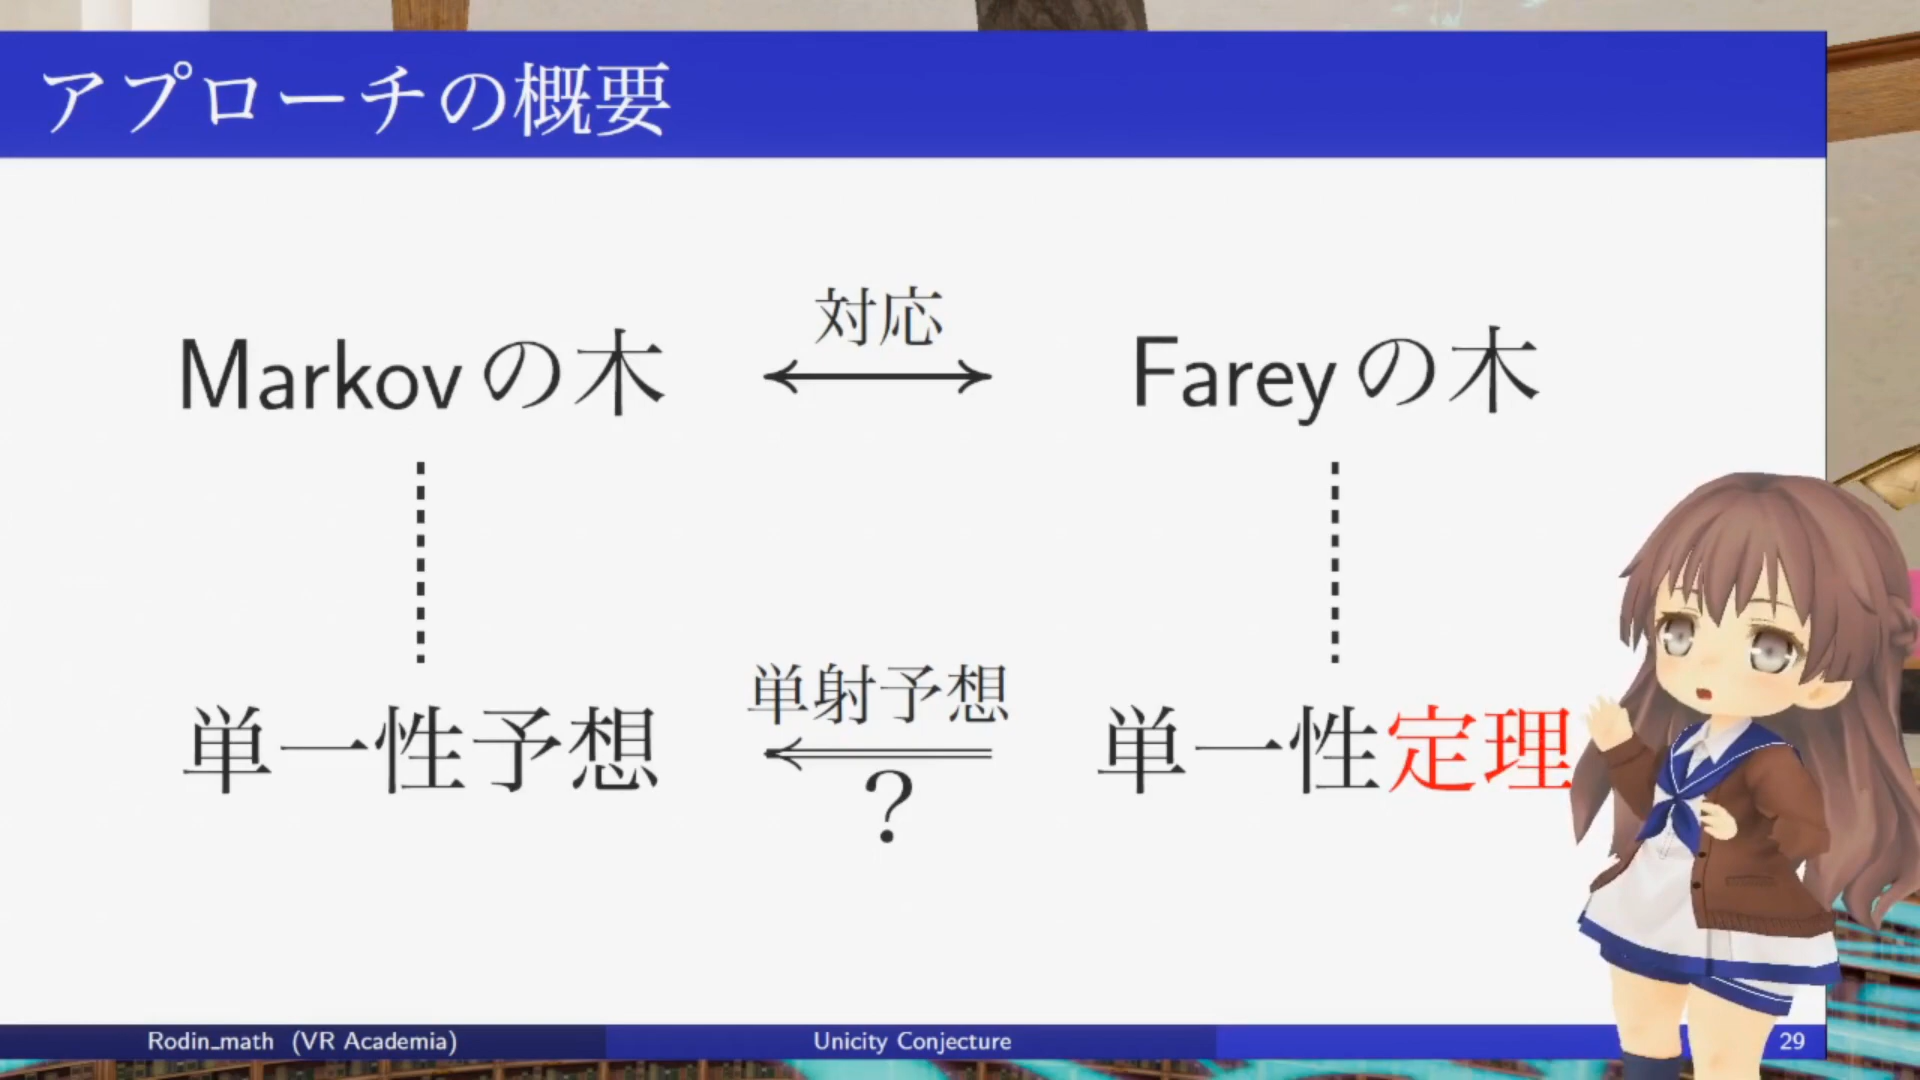 アプローチの概要
対応
Markovの木
Fareyの木
単射予想
単一性予想
単一性定理
?
Rodin_math (VR Academia)
Unicity Conjecture
29